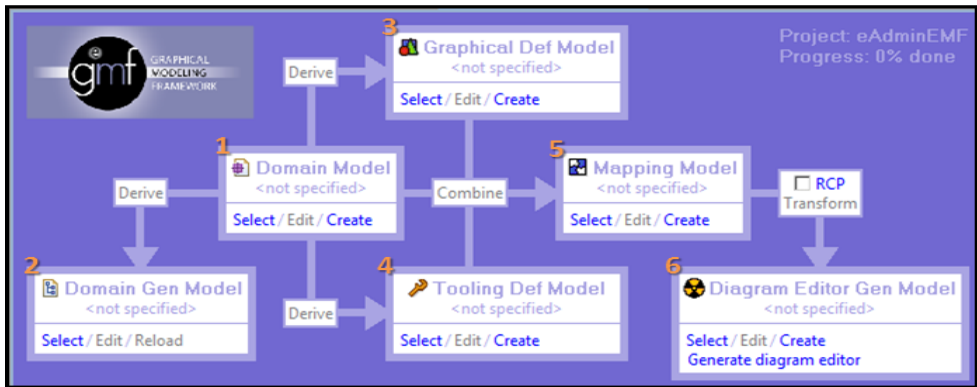 gmf
GRAPHICAL
MODELING
FRAMEWORK
3
Graphical Def Model
<not specified>
Select / Edit / Create
Project: eAdminEMF
Progress: 0% done
Derive
1
Domain Model
<not specified>
Select / Edit / Create
Derive
Combine
5
Mapping Model
<not specified>
Select / Edit / Create
RCP
Transform
2
Domain Gen Model
<not specified>
Select / Edit / Reload
Derive
4
Tooling Def Model
<not specified>
Select / Edit / Create
6
Diagram Editor Gen Model
<not specified>
Select / Edit / Create
Generate diagram editor